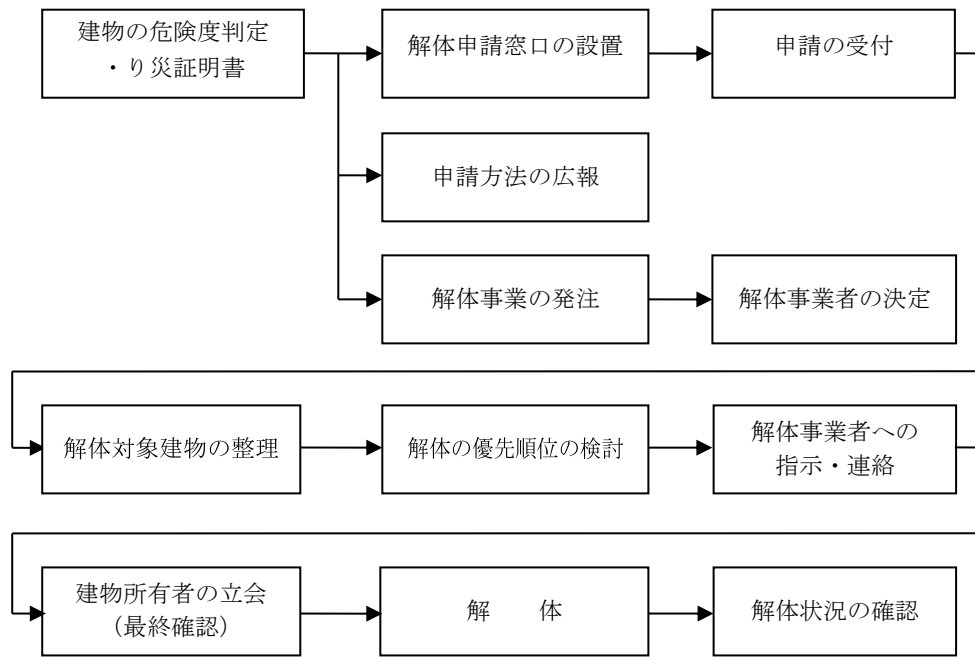 建物の危険度判定
・り災証明書
解体申請窓口の設置
申請の受付
申請方法の広報
解体事業の発注
解体事業者の決定
解体対象建物の整理
解体の優先順位の検討
解体事業者への
指示・連絡
建物所有者の立会
(最終確認)
解　　体
解体状況の確認